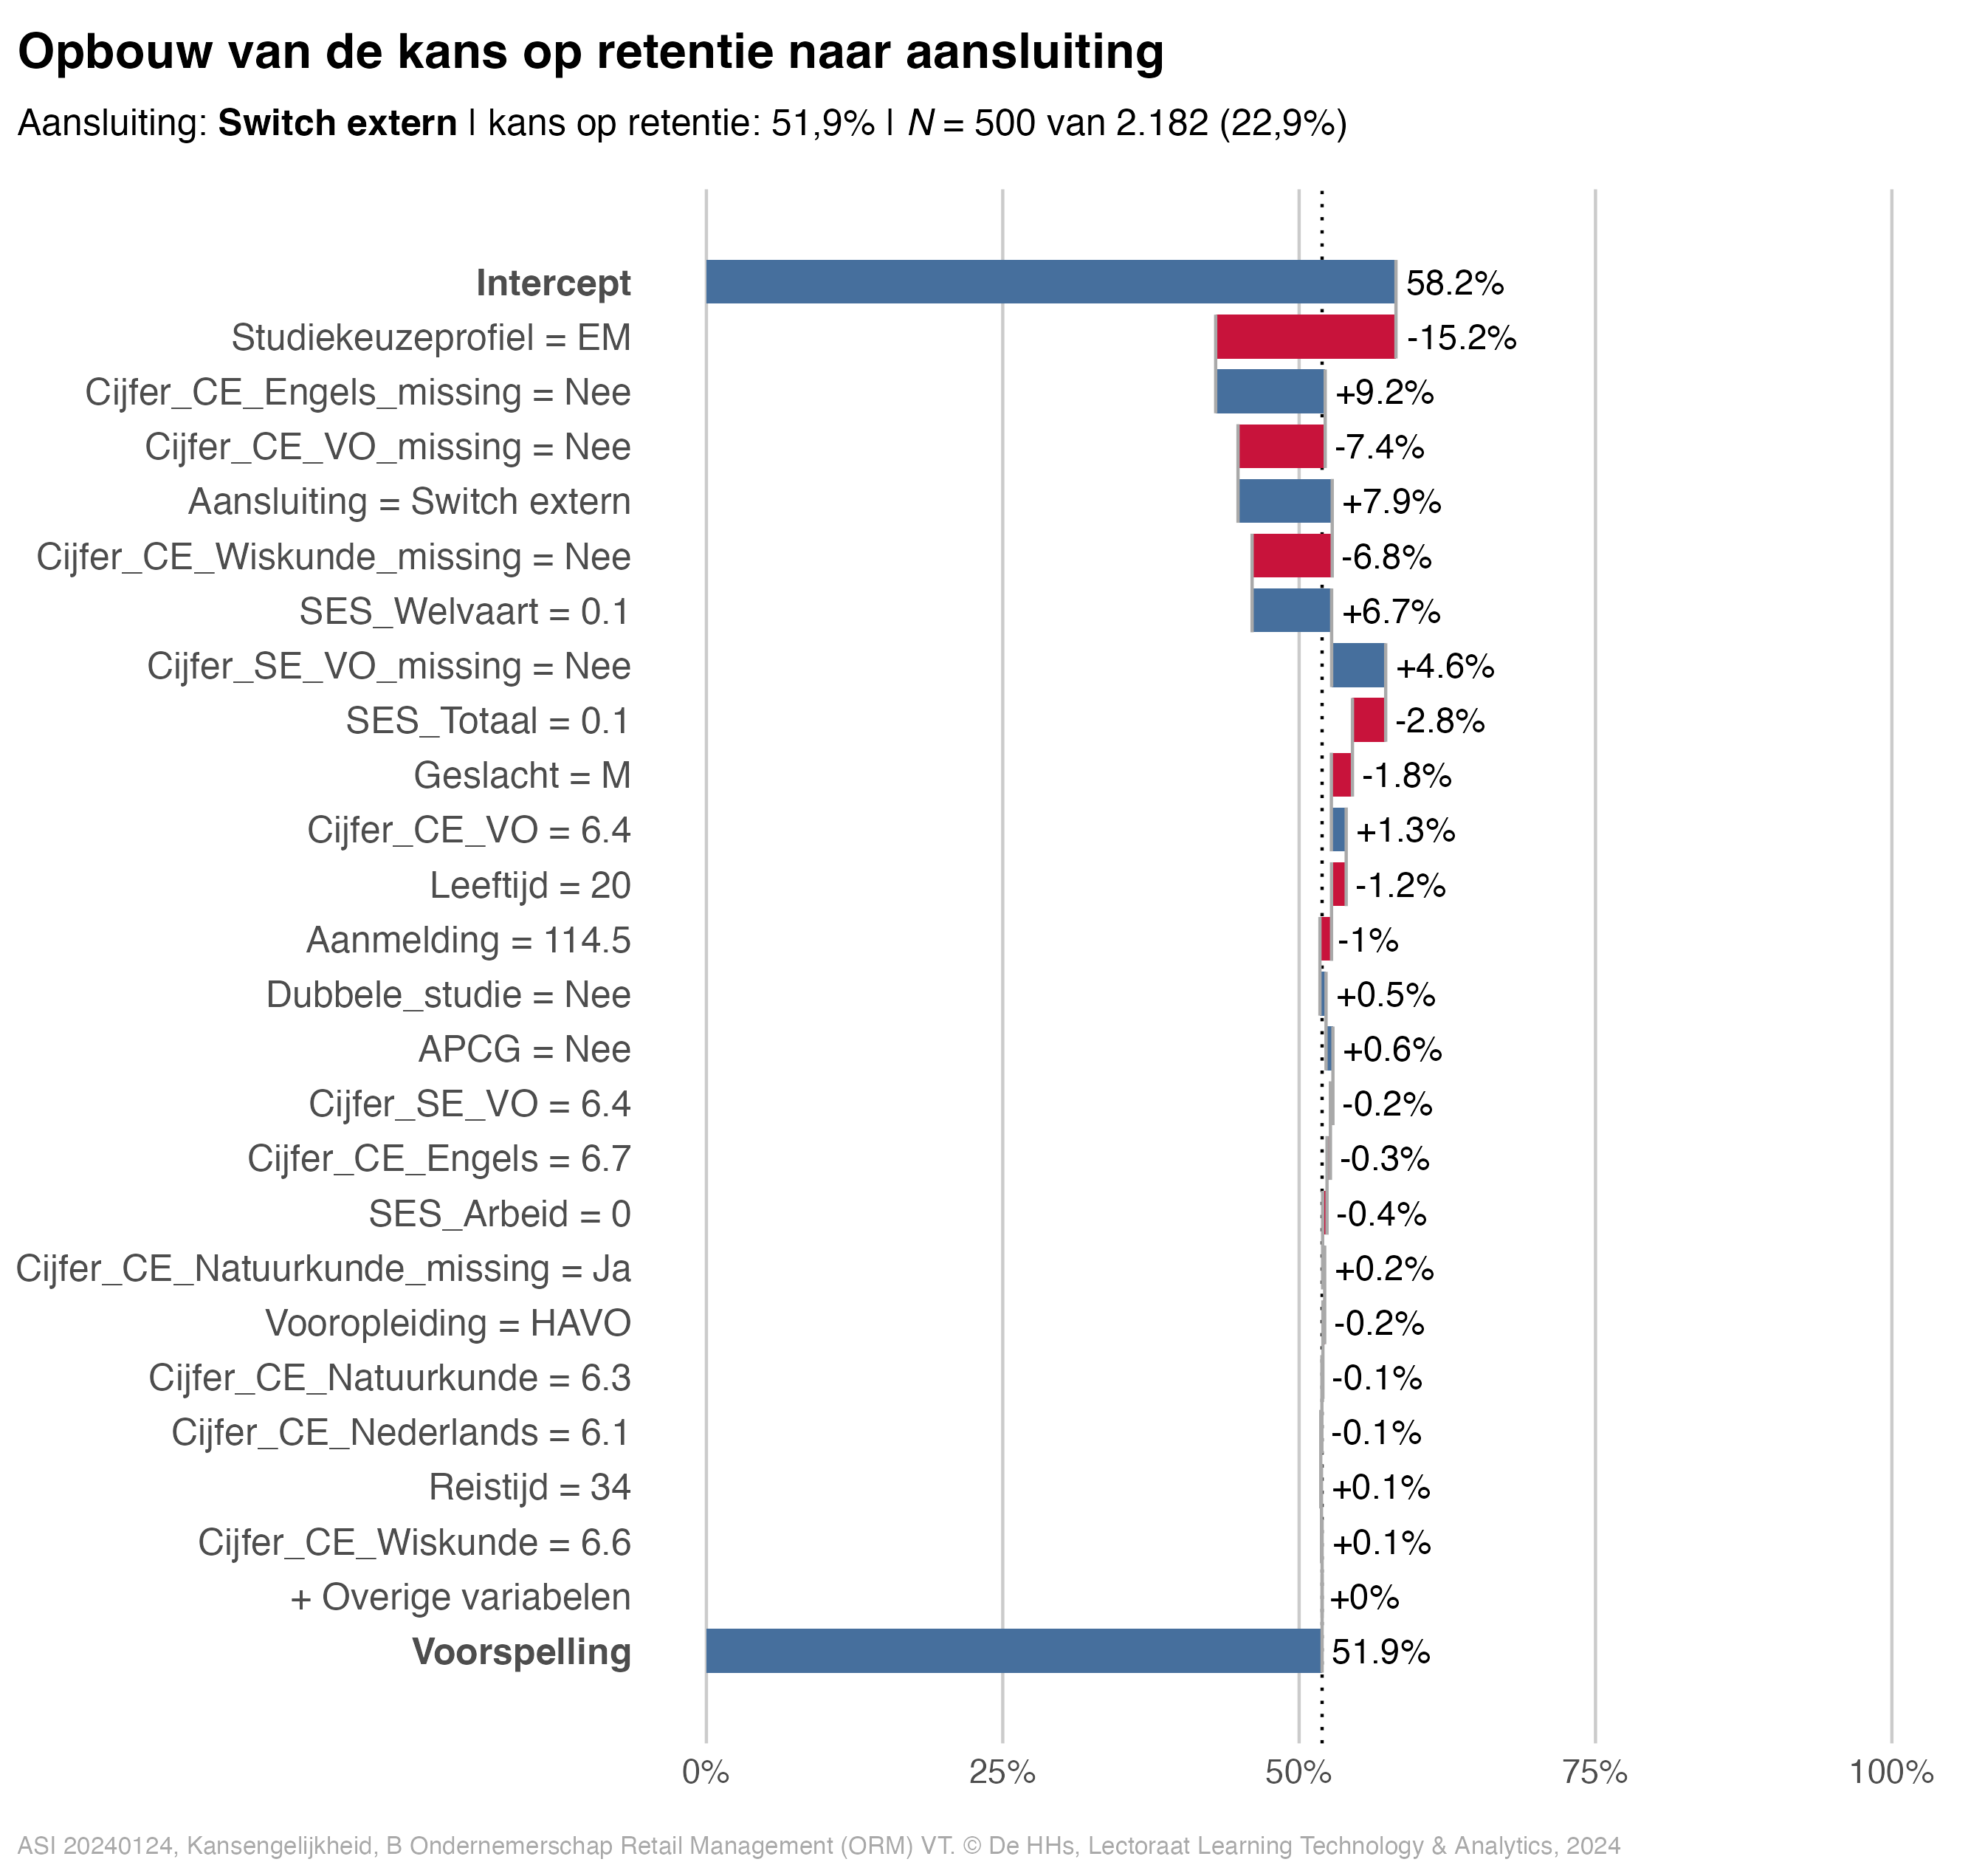 Opbouw van de kans op retentie naar aansluiting
Aansluiting: Switch extern | kans op retentie: 51,9% | N = 500 van 2.182 (22,9%)
Intercept 58.2%
Studiekeuzeprofiel = EM -15.2%
Cijfer_CE_Engels_missing = Nee +9.2%
Cijfer_CE_VO_missing = Nee -7.4%
Aansluiting = Switch extern +7.9%
Cijfer_CE_Wiskunde_missing = Nee -6.8%
SES_Welvaart = 0.1 +6.7%
Cijfer_SE_VO_missing = Nee +4.6%
SES_Totaal = 0.1 -2.8%
Geslacht = M -1.8%
Cijfer_CE_VO = 6.4 +1.3%
Leeftijd = 20 -1.2%
Aanmelding = 114.5 -1%
Dubbele_studie = Nee +0.5%
APCG = Nee +0.6%
Cijfer_SE_VO = 6.4 -0.2%
Cijfer_CE_Engels = 6.7 -0.3%
SES_Arbeid = 0 -0.4%
Cijfer_CE_Natuurkunde_missing = Ja +0.2%
Vooropleiding = HAVO -0.2%
Cijfer_CE_Natuurkunde = 6.3 -0.1%
Cijfer_CE_Nederlands = 6.1 -0.1%
Reistijd = 34 +0.1%
Cijfer_CE_Wiskunde = 6.6 +0.1%
+ Overige variabelen +0%
Voorspelling 51.9%
0% 25% 50% 75% 100%
ASI 20240124, Kansengelijkheid, B Ondernemerschap Retail Management (ORM) VT. © De HHs, Lectoraat Learning Technology & Analytics, 2024